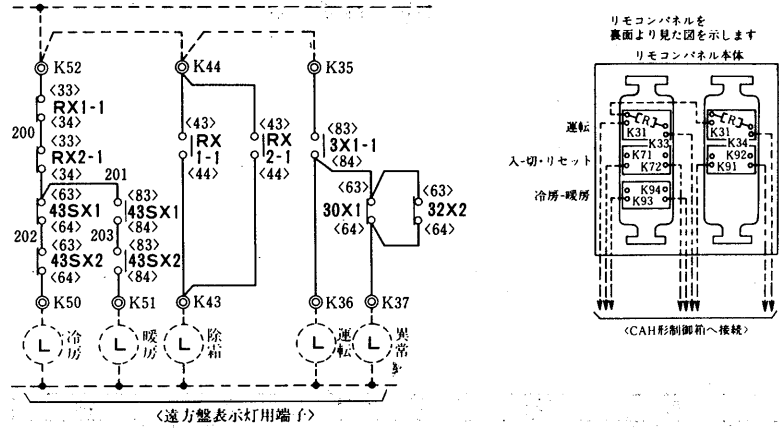 K52
K44
K35
<33>
RX1-1
<34>
200
<33>
RX2-1
<34>
201
<63>
43SX1
<64>
<83>
43SX1
<84>
202
203
<63>
43SX2
<64>
<83>
43SX2
<84>
<43>
RX
1-1
<44>
<43>
RX
2-1
<44>
<83>
3X1-1
<84>
<63>
30X1
<64>
<63>
32X2
<64>
K50
K51
K43
K36
K37
L
冷房
L
暖房
L
除霜
L
運転
L
異常
<遠方盤表示灯用端子>
リモコンパネルを
裏面より見た図を示します
リモコンパネル本体
運転
入-切・リセット
冷房-暖房
R
K31
K33
K71
K72
K94
K93
R
K31
K34
K92
K91
<CAH形制御箱へ接続>